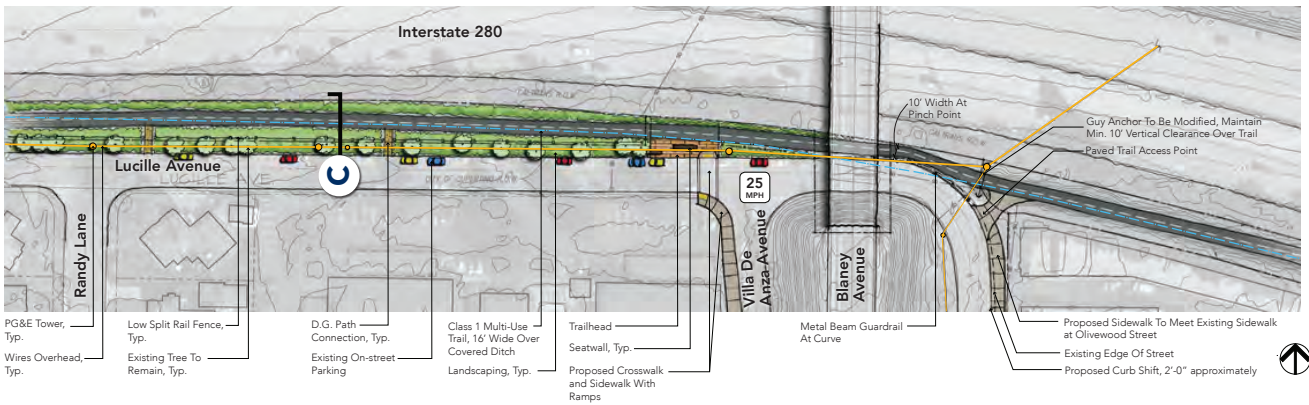 Interstate 280
10' Width At
Pinch Point
Guy Anchor To Be Modified, Maintain
Min. 10' Vertical Clearance Over Trail
Paved Trail Access Point
Lucille Avenue
LUCILLE AVE
25
MPH
Randy Lane
Villa De
Anza Avenue
Blaney
Avenue
PG&E Tower,
Typ.
Wires Overhead,
Typ.
Low Split Rail Fence,
Typ.
Existing Tree To
Remain, Typ.
D.G. Path
Connection, Typ.
Existing On-street
Parking
Class 1 Multi-Use
Trail, 16' Wide Over
Covered Ditch
Landscaping, Typ.
Trailhead
Seatwall, Typ.
Proposed Crosswalk
and Sidewalk With
Ramps
Metal Beam Guardrail
At Curve
Proposed Sidewalk To Meet Existing Sidewalk
at Olivewood Street
Existing Edge Of Street
Proposed Curb Shift, 2'-0" approximately